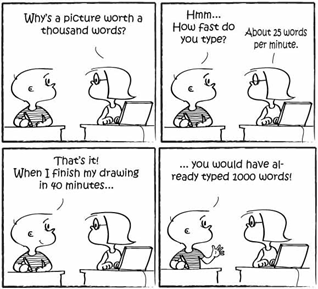 Why's a picture worth a
thousand words?
Hmm...
How fast do
you type?
About 25 words
per minute.
That's it!
When I finish my drawing
in 40 minutes...
... you would have al-
ready typed 1000 words!